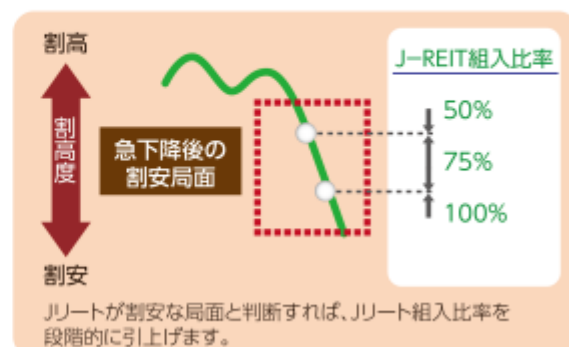 割高
割高度
割安
急下降後の
割安局面
J-REIT組入比率
50%
75%
100%
Jリートが割安な局面と判断すれば、Jリート組入比率を
段階的に引上げます。